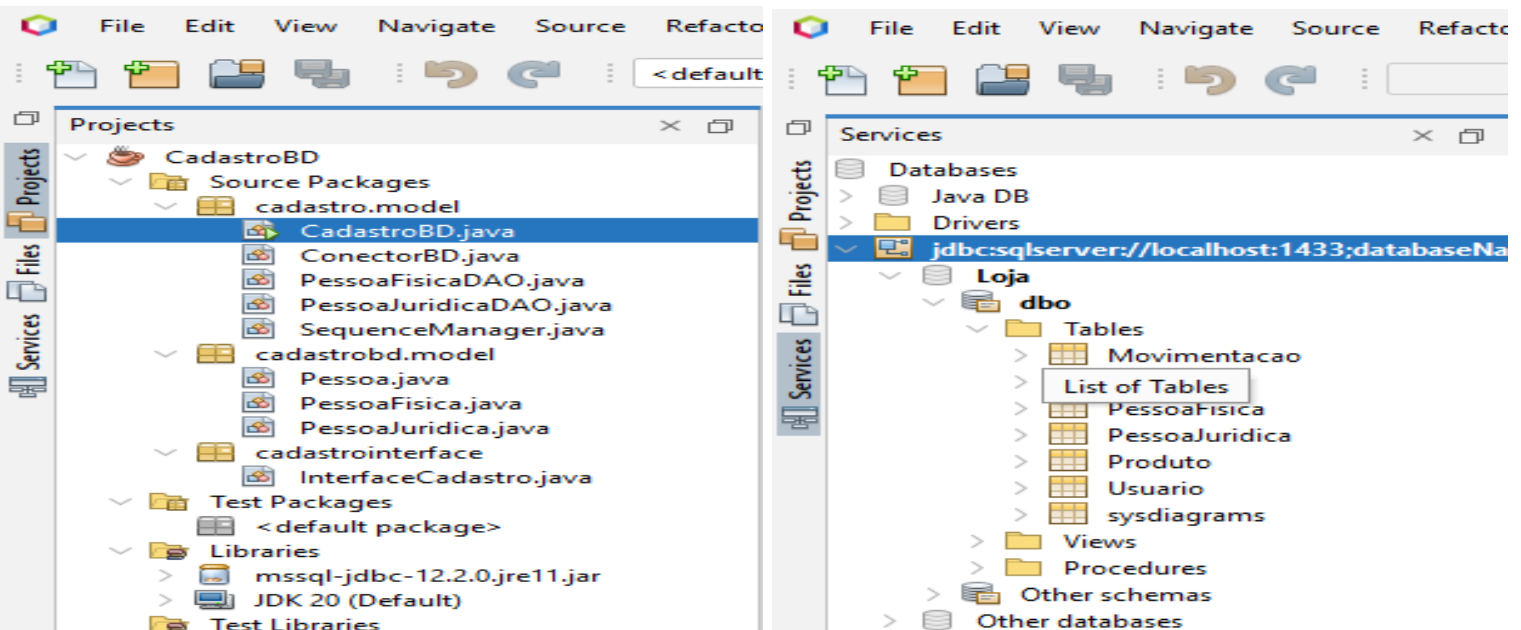 File Edit View Navigate Source Refacto
<default
Projects
Projects
Files
Services
CadastroBD
Source Packages
cadastro.model
CadastroBD.java
ConectorBD.java
PessoaFisicaDAO.java
PessoaJuridicaDAO.java
SequenceManager.java
cadastrobd.model
Pessoa.java
PessoaFisica.java
PessoaJuridica.java
cadastrointerface
InterfaceCadastro.java
Test Packages
<default package>
Libraries
mssql-jdbc-12.2.0.jre11.jar
JDK 20 (Default)
Test Libraries
File Edit View Navigate Source Refacto
Services
Projects
Files
Services
Databases
Java DB
Drivers
jdbc:sqlserver://localhost:1433;databaseNa
Loja
dbo
Tables
Movimentacao
List of Tables
PessoaFisica
PessoaJuridica
Produto
Usuario
sysdiagrams
Views
Procedures
Other schemas
Other databases